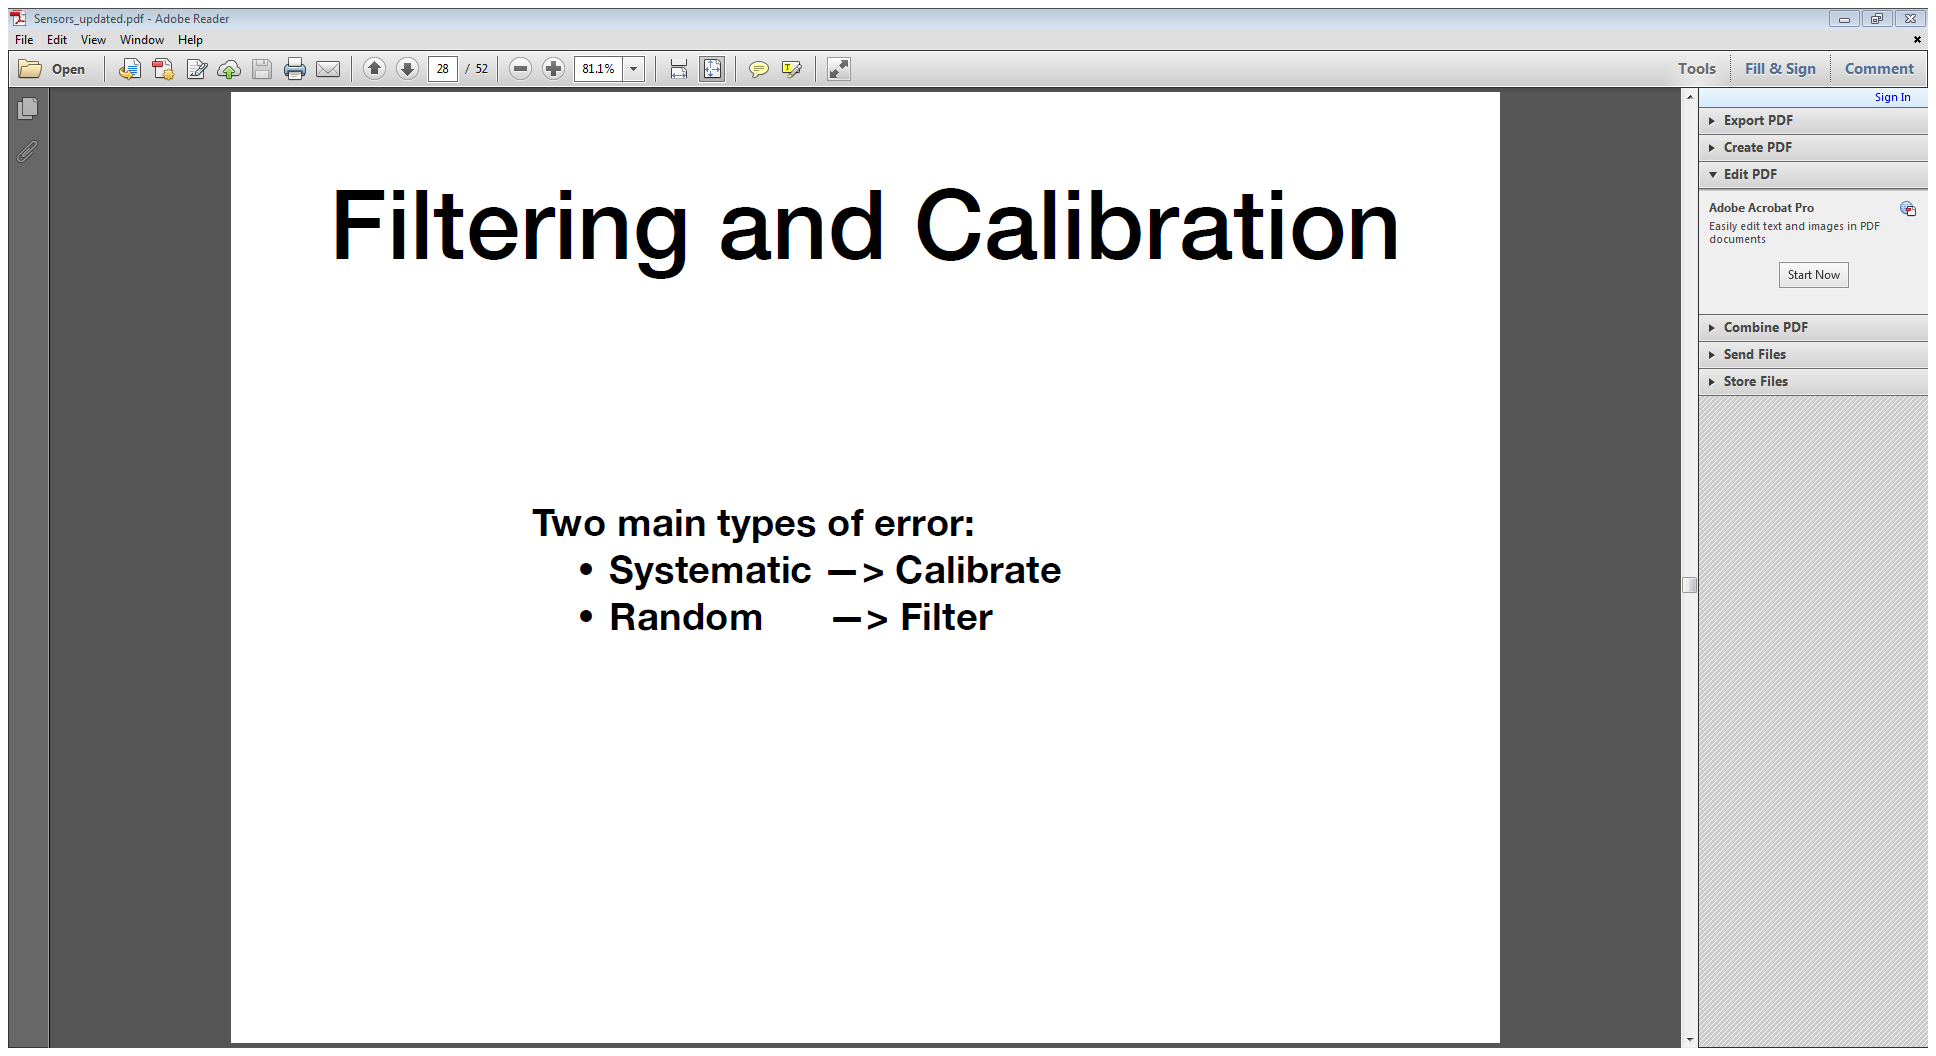 Sensors_updated.pdf - Adobe Reader
File Edit View Window Help
Open 28 / 52 81.1% Tools Fill & Sign Comment
Sign In
Export PDF
Create PDF
Edit PDF
Adobe Acrobat Pro
Easily edit text and images in PDF
documents
Start Now
Combine PDF
Send Files
Store Files
Filtering and Calibration
Two main types of error:
• Systematic —> Calibrate
• Random —> Filter